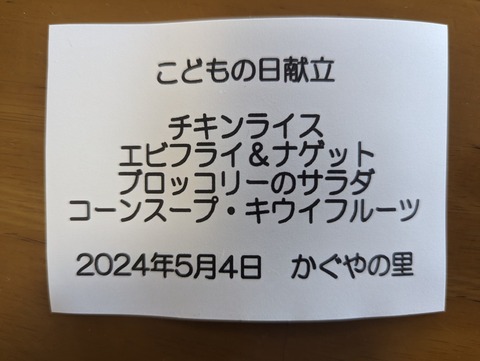 こどもの日献立
チキンライス
エビフライ＆ナゲット
ブロッコリーのサラダ
コーンスープ・キウイフルーツ
2024年5月4日　かぐやの里